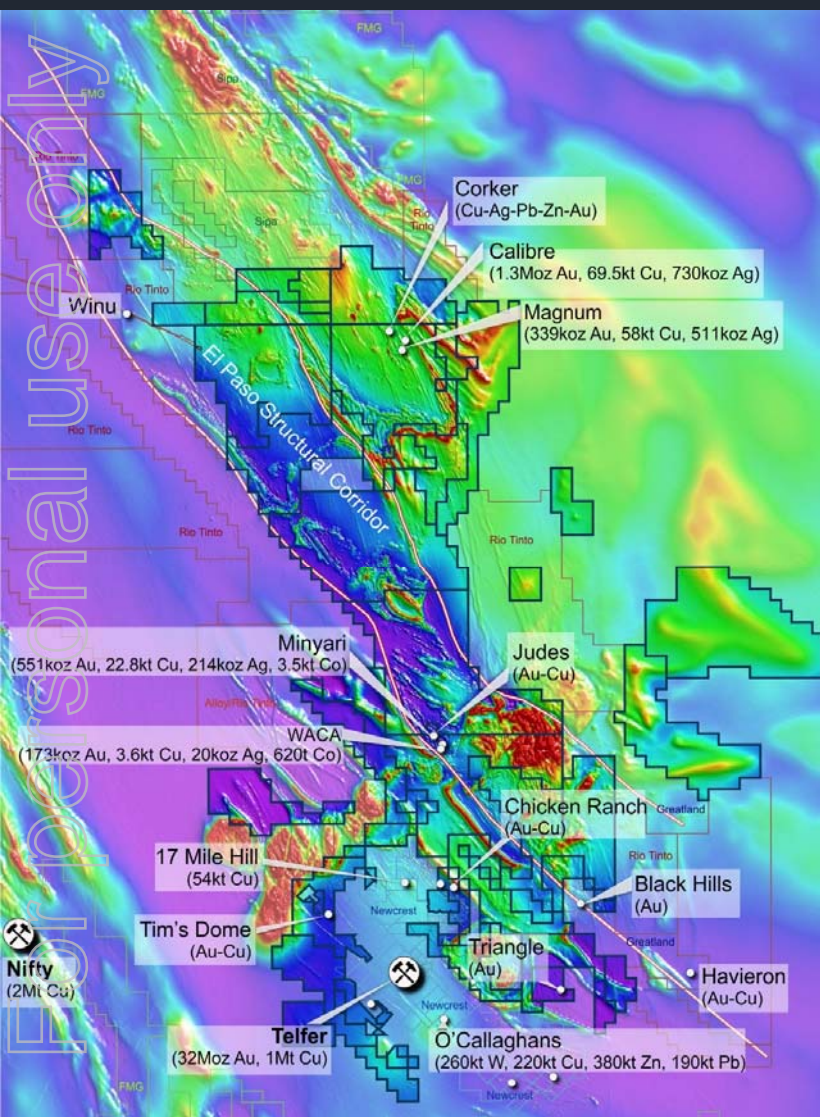 FMG
Sipa
FMG
Rio Tinto
FMG
Corker
(Cu-Ag-Pb-Zn-Au)
Rio
Tinto
Sipa
Calibre
(1.3Moz Au, 69.5kt Cu, 730koz Ag)
Rio Tinto
Winu
Magnum
(339koz Au, 58kt Cu, 511koz Ag)
El Paso Structural Corridor
Rio Tinto
Rio Tinto
Rio Tinto
Minyari
(551koz Au, 22.8kt Cu, 214koz Ag, 3.5kt Co)
Judes
(Au-Cu)
Alloy/Rio Tinto
WACA
(173koz Au, 3.6kt Cu, 20koz Ag, 620t Co)
Chicken Ranch
(Au-Cu)
Greatland
17 Mile Hill
(54kt Cu)
Rio Tinto
Black Hills
(Au)
Newcrest
Tim's Dome
(Au-Cu)
Triangle
(Au)
Greatland
Nifty
(2Mt Cu)
Havieron
(Au-Cu)
Newcrest
Telfer
(32Moz Au, 1Mt Cu)
O'Callaghans
(260kt W, 220kt Cu, 380kt Zn, 190kt Pb)
FMG
Newcrest
For personal use only